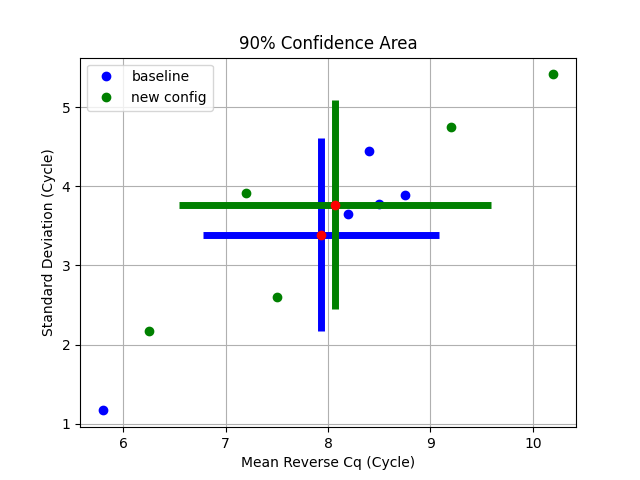 90% Confidence Area
baseline
new config
Standard Deviation (Cycle)
5
4
3
2
1
6 7 8 9 10
Mean Reverse Cq (Cycle)